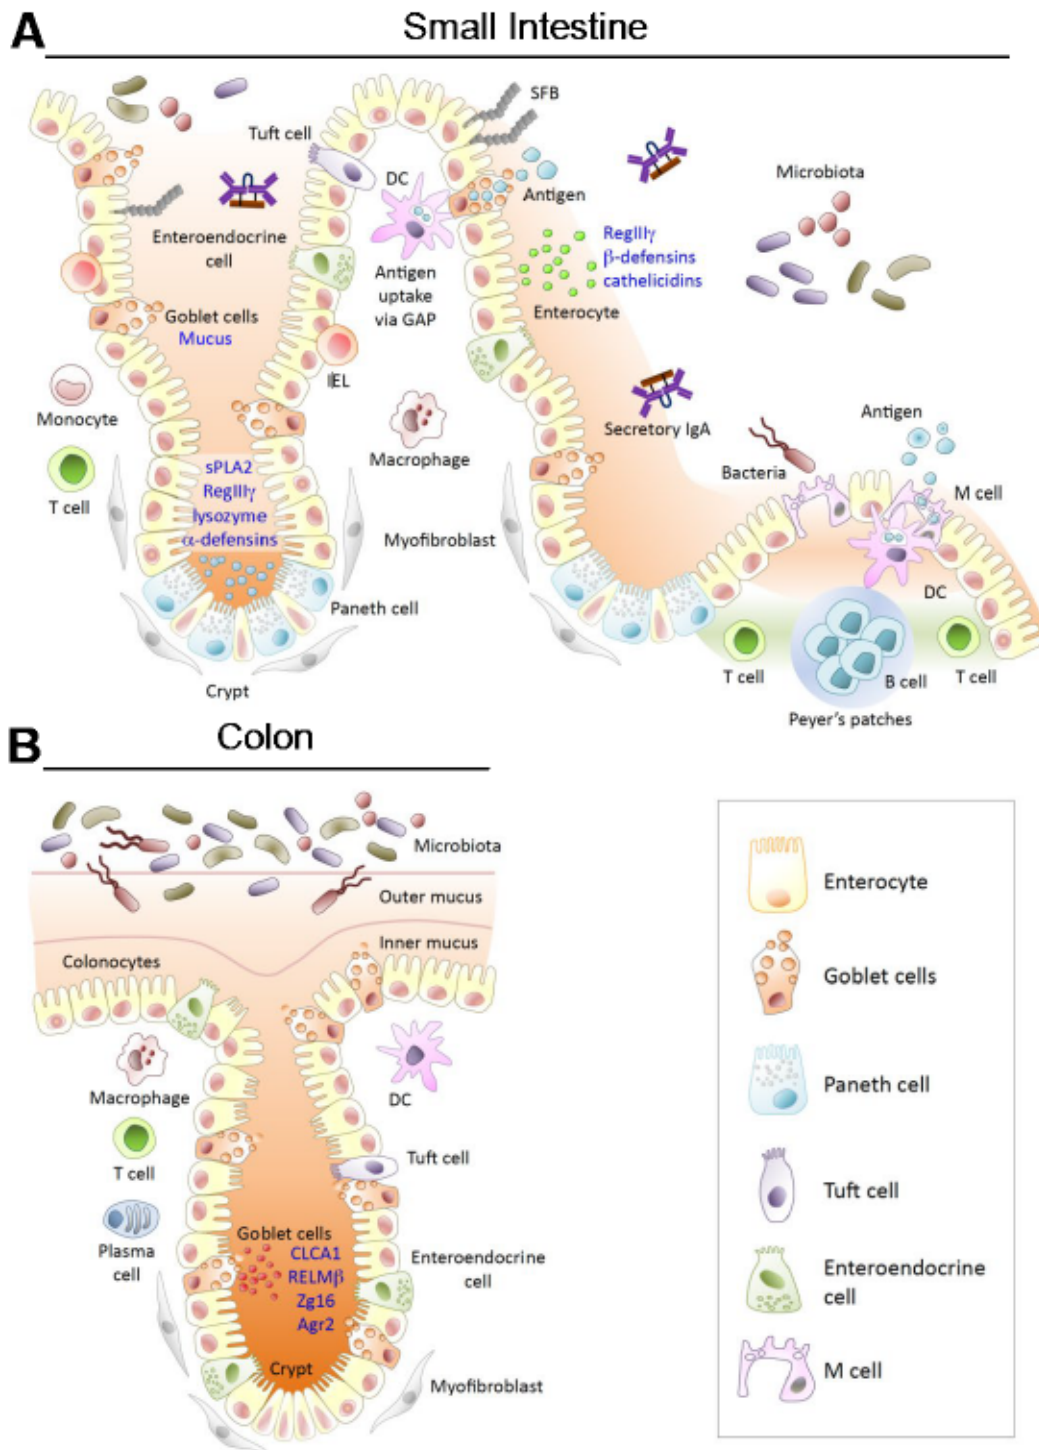 A
Small Intestine
SFB
Tuft cell
DC
Antigen
Microbiota
Enteroendocrine
cell
RegIIIγ
β-defensins
cathelicidins
Antigen
uptake
via GAP
Enterocyte
Goblet cells
Mucus
IEL
Monocyte
Macrophage
Secretory IgA
Antigen
Bacteria
M cell
T cell
sPLA2
RegIIIγ
lysozyme
α-defensins
Myofibroblast
Paneth cell
DC
Crypt
T cell
B cell
T cell
Peyer's patches
B
Colon
Microbiota
Outer mucus
Inner mucus
Colonocytes
Macrophage
DC
T cell
Tuft cell
Plasma
cell
Goblet cells
CLCA1
RELMβ
Zg16
Agr2
Enteroendocrine
cell
Crypt
Myofibroblast
Enterocyte
Goblet cells
Paneth cell
Tuft cell
Enteroendocrine
cell
M cell